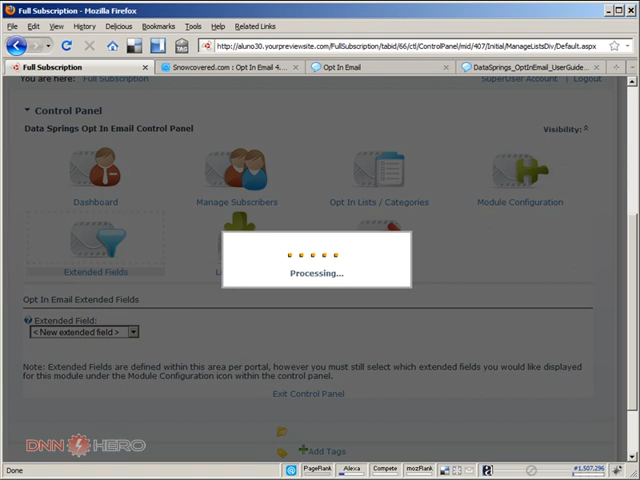 Full Subscription - Mozilla Firefox
File Edit View History Delicious Bookmarks Tools Help Related Links
http://aluno30.yourpreviewsite.com/FullSubscription/tabid/66/ctl/ControlPanel/mid/407/Initial/ManageListsDiv/Default.aspx
Full Subscription
Snowcovered.com : Opt In Email 4....
Opt In Email
DataSprings_OptInEmail_UserGuide...
You are here: Full Subscription
SuperUser Account | Logout
Control Panel
Data Springs Opt In Email Control Panel
Visibility:
Dashboard
Manage Subscribers
Opt In Lists / Categories
Module Configuration
Extended Fields
Processing...
Opt In Email Extended Fields
Extended Field:
< New extended field >
Note: Extended Fields are defined within this area per portal, however you must still select which extended fields you would like displayed
for this module under the Module Configuration icon within the control panel.
Exit Control Panel
DNN HERO
Add Tags
Done
PageRank
Alexa
Compete
mozRank
#1,507,296